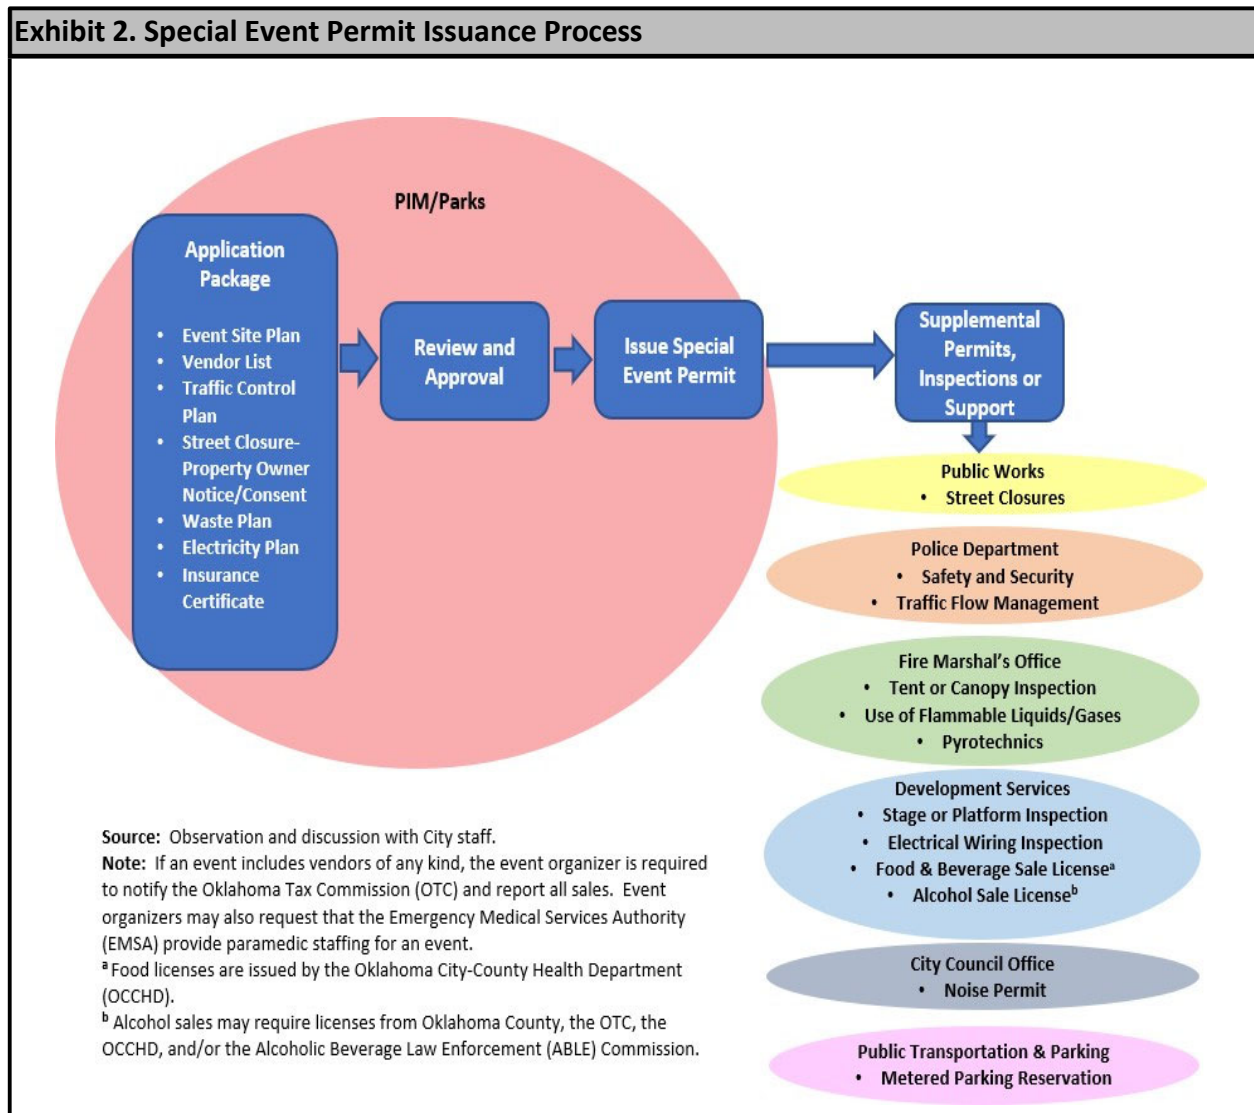 Exhibit 2. Special Event Permit Issuance Process
PIM/Parks
Application
Package
• Event Site Plan
• Vendor List
• Traffic Control
Plan
• Street Closure-
Property Owner
Notice/Consent
• Waste Plan
• Electricity Plan
• Insurance
Certificate
Review and
Approval
Issue Special
Event Permit
Supplemental
Permits,
Inspections or
Support
Public Works
• Street Closures
Police Department
• Safety and Security
• Traffic Flow Management
Fire Marshal's Office
• Tent or Canopy Inspection
• Use of Flammable Liquids/Gases
• Pyrotechnics
Development Services
• Stage or Platform Inspection
• Electrical Wiring Inspection
• Food & Beverage Sale Licenseᵃ
• Alcohol Sale Licenseᵇ
City Council Office
• Noise Permit
Public Transportation & Parking
• Metered Parking Reservation
Source: Observation and discussion with City staff.
Note: If an event includes vendors of any kind, the event organizer is required
to notify the Oklahoma Tax Commission (OTC) and report all sales. Event
organizers may also request that the Emergency Medical Services Authority
(EMSA) provide paramedic staffing for an event.
ᵃ Food licenses are issued by the Oklahoma City-County Health Department
(OCCHD).
ᵇ Alcohol sales may require licenses from Oklahoma County, the OTC, the
OCCHD, and/or the Alcoholic Beverage Law Enforcement (ABLE) Commission.